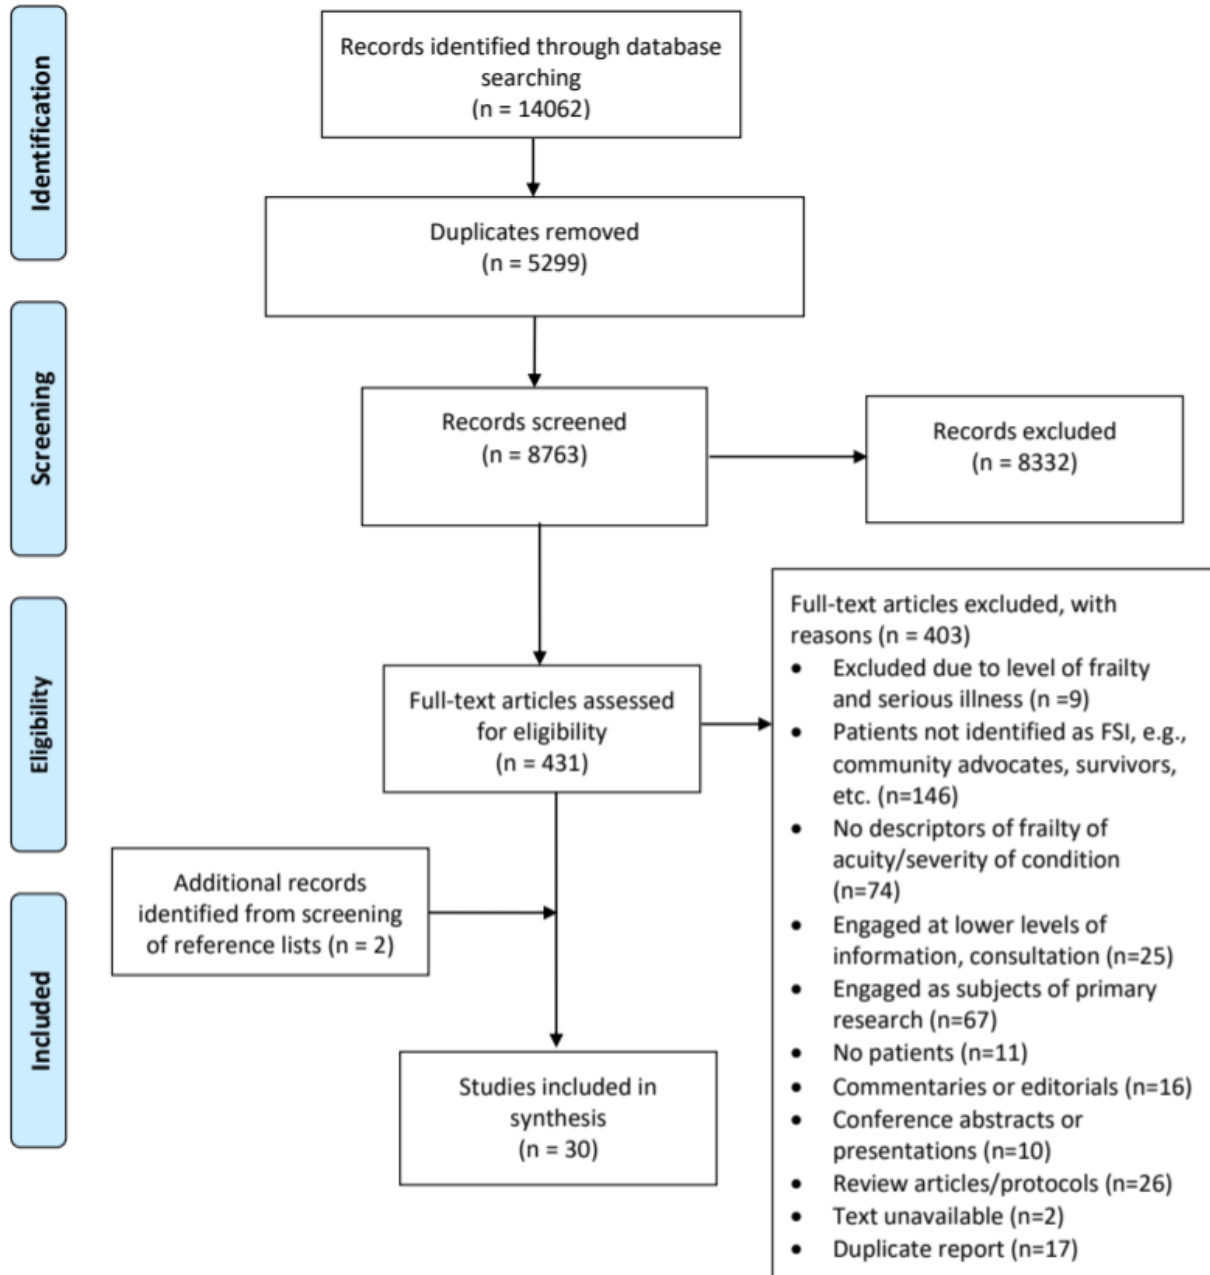 Identification
Records identified through database
searching
(n = 14062)
Duplicates removed
(n = 5299)
Screening
Records screened
(n = 8763)
Records excluded
(n = 8332)
Eligibility
Full-text articles assessed
for eligibility
(n = 431)
Full-text articles excluded, with
reasons (n = 403)
• Excluded due to level of frailty
and serious illness (n =9)
• Patients not identified as FSI, e.g.,
community advocates, survivors,
etc. (n=146)
• No descriptors of frailty of
acuity/severity of condition
(n=74)
• Engaged at lower levels of
information, consultation (n=25)
• Engaged as subjects of primary
research (n=67)
• No patients (n=11)
• Commentaries or editorials (n=16)
• Conference abstracts or
presentations (n=10)
• Review articles/protocols (n=26)
• Text unavailable (n=2)
• Duplicate report (n=17)
Additional records
identified from screening
of reference lists (n = 2)
Included
Studies included in
synthesis
(n = 30)